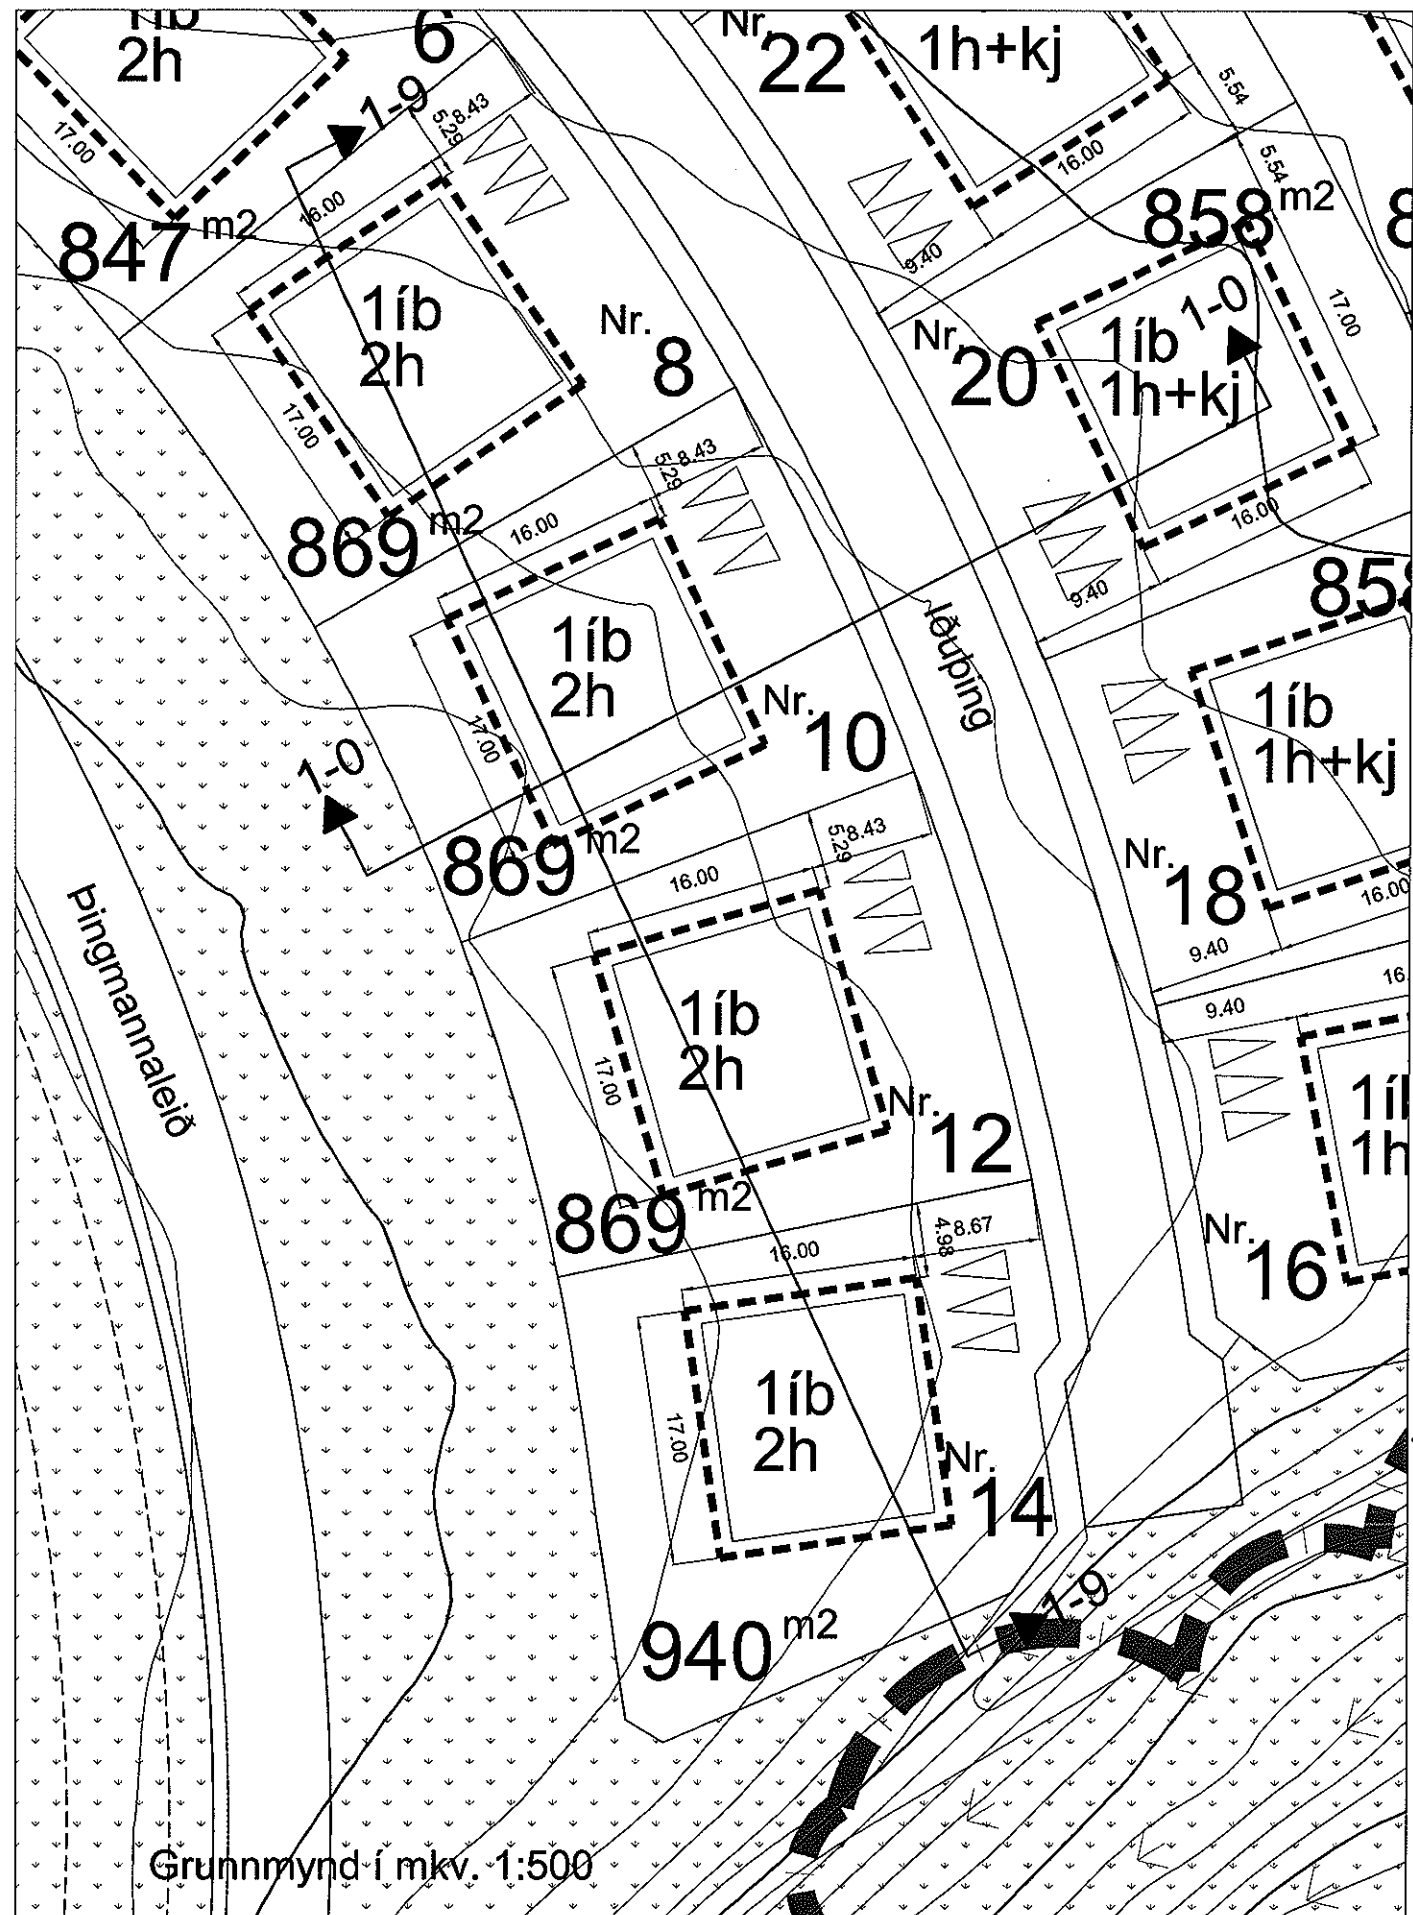 1íb
2h
6
Nr.
22
1h+kj
5.54
17.00
1-9
5.29
8.43
16.00
16.00
5.54
847 m2
858 m2
9.40
1íb
2h
Nr.
8
Nr.
20
1íb
1h+kj
1-0
17.00
17.00
869 m2
16.00
5.29
8.43
16.00
9.40
1íb
2h
Iðuþing
17.00
Nr.
10
1íb
1h+kj
1-0
869 m2
5.29
8.43
16.00
Nr.
18
16.00
9.40
Þingmannaleið
9.40
1íb
2h
17.00
Nr.
12
869 m2
4.98
8.67
16.00
Nr.
16
1íb
2h
17.00
Nr.
14
1-9
940 m2
Grunnmynd í mkv. 1:500